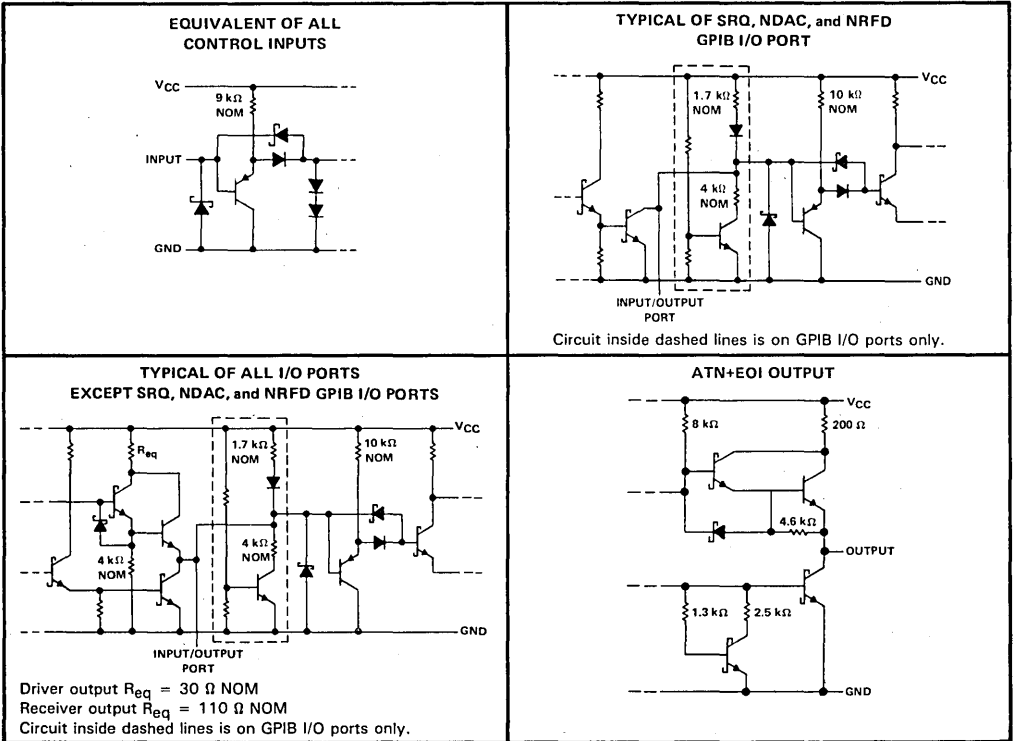 EQUIVALENT OF ALL
CONTROL INPUTS
VCC
9 kΩ
NOM
INPUT
GND
TYPICAL OF SRQ, NDAC, and NRFD
GPIB I/O PORT
VCC
1.7 kΩ
NOM
10 kΩ
NOM
4 kΩ
NOM
GND
INPUT/OUTPUT
PORT
Circuit inside dashed lines is on GPIB I/O ports only.
TYPICAL OF ALL I/O PORTS
EXCEPT SRQ, NDAC, and NRFD GPIB I/O PORTS
VCC
Req
1.7 kΩ
NOM
10 kΩ
NOM
4 kΩ
NOM
4 kΩ
NOM
GND
INPUT/OUTPUT
PORT
Driver output Req = 30 Ω NOM
Receiver output Req = 110 Ω NOM
Circuit inside dashed lines is on GPIB I/O ports only.
ATN+EOI OUTPUT
VCC
8 kΩ
200 Ω
4.6 kΩ
OUTPUT
1.3 kΩ
2.5 kΩ
GND